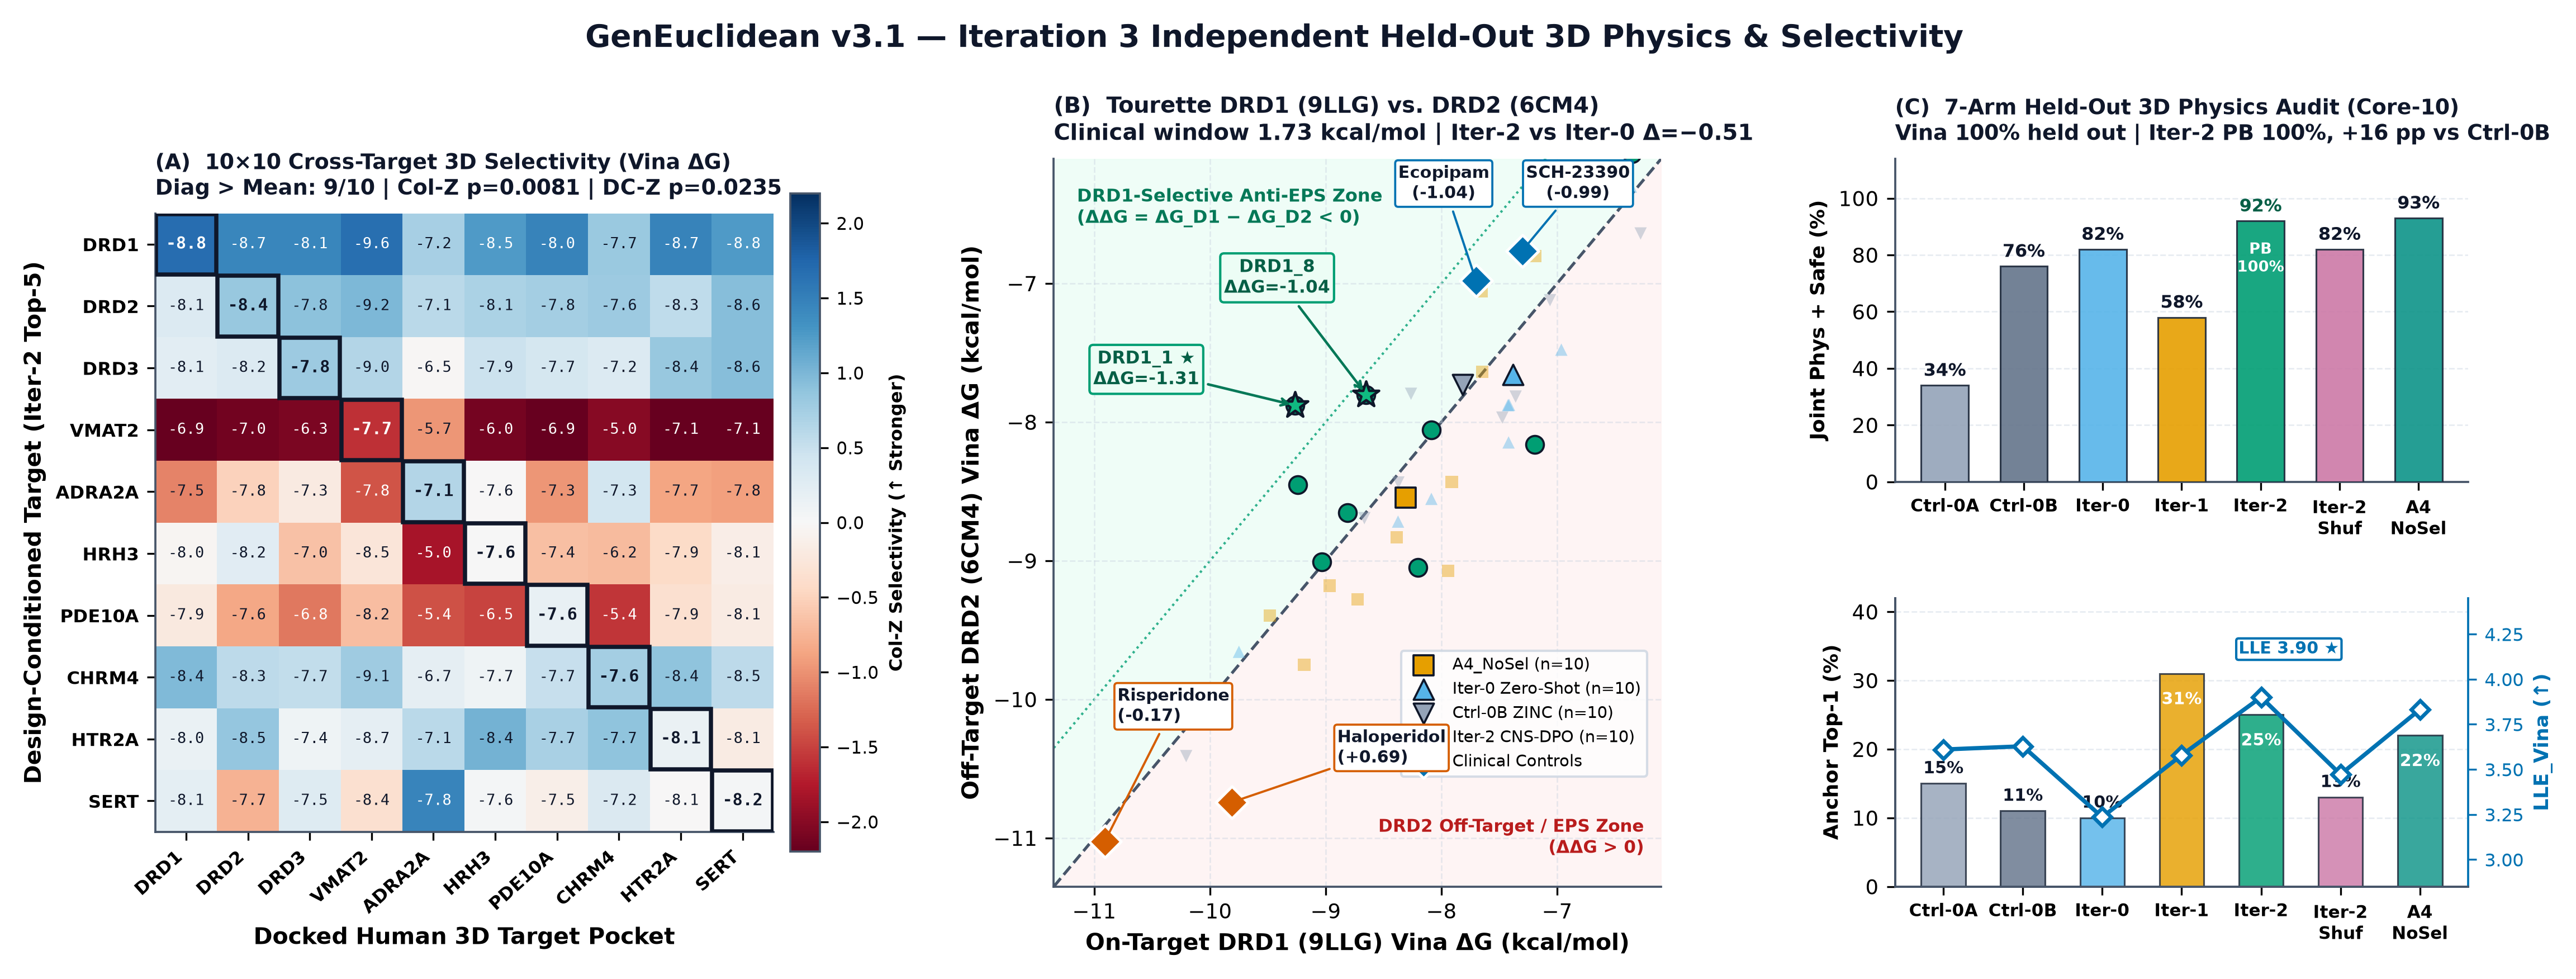 GenEuclidean v3.1 — Iteration 3 Independent Held-Out 3D Physics & Selectivity
(A)  10×10 Cross-Target 3D Selectivity (Vina ΔG)
Diag > Mean: 9/10 | Col-Z p=0.0081 | DC-Z p=0.0235
Design-Conditioned Target (Iter-2 Top-5)
DRD1 -8.8 -8.7 -8.1 -9.6 -7.2 -8.5 -8.0 -7.7 -8.7 -8.8
DRD2 -8.1 -8.4 -7.8 -9.2 -7.1 -8.1 -7.8 -7.6 -8.3 -8.6
DRD3 -8.1 -8.2 -7.8 -9.0 -6.5 -7.9 -7.7 -7.2 -8.4 -8.6
VMAT2 -6.9 -7.0 -6.3 -7.7 -5.7 -6.0 -6.9 -5.0 -7.1 -7.1
ADRA2A -7.5 -7.8 -7.3 -7.8 -7.1 -7.6 -7.3 -7.3 -7.7 -7.8
HRH3 -8.0 -8.2 -7.0 -8.5 -5.0 -7.6 -7.4 -6.2 -7.9 -8.1
PDE10A -7.9 -7.6 -6.8 -8.2 -5.4 -6.5 -7.6 -5.4 -7.9 -8.1
CHRM4 -8.4 -8.3 -7.7 -9.1 -6.7 -7.7 -7.7 -7.6 -8.4 -8.5
HTR2A -8.0 -8.5 -7.4 -8.7 -7.1 -8.4 -7.7 -7.7 -8.1 -8.1
SERT -8.1 -7.7 -7.5 -8.4 -7.8 -7.6 -7.5 -7.2 -8.1 -8.2
DRD1 DRD2 DRD3 VMAT2 ADRA2A HRH3 PDE10A CHRM4 HTR2A SERT
Docked Human 3D Target Pocket
2.0
1.5
1.0
0.5
0.0
−0.5
−1.0
−1.5
−2.0
Col-Z Selectivity (↑ Stronger)
(B)  Tourette DRD1 (9LLG) vs. DRD2 (6CM4)
Clinical window 1.73 kcal/mol | Iter-2 vs Iter-0 Δ=−0.51
Off-Target DRD2 (6CM4) Vina ΔG (kcal/mol)
−7
−8
−9
−10
−11
DRD1-Selective Anti-EPS Zone
(ΔΔG = ΔG_D1 − ΔG_D2 < 0)
Ecopipam
(-1.04)
SCH-23390
(-0.99)
DRD1_8
ΔΔG=-1.04
DRD1_1 ★
ΔΔG=-1.31
Risperidone
(-0.17)
Haloperidol
(+0.69)
A4_NoSel (n=10)
Iter-0 Zero-Shot (n=10)
Ctrl-0B ZINC (n=10)
Iter-2 CNS-DPO (n=10)
Clinical Controls
DRD2 Off-Target / EPS Zone
(ΔΔG > 0)
−11 −10 −9 −8 −7
On-Target DRD1 (9LLG) Vina ΔG (kcal/mol)
(C)  7-Arm Held-Out 3D Physics Audit (Core-10)
Vina 100% held out | Iter-2 PB 100%, +16 pp vs Ctrl-0B
Joint Phys + Safe (%)
100
80
60
40
20
0
34% 76% 82% 58% 92% 82% 93%
PB
100%
Ctrl-0A Ctrl-0B Iter-0 Iter-1 Iter-2 Iter-2 A4
Shuf NoSel
Anchor Top-1 (%)
40
30
20
10
0
15% 11% 10% 31% 25% 22%
LLE 3.90 ★
4.25
4.00
3.75
3.50
3.25
3.00
LLE_Vina (↑)
Ctrl-0A Ctrl-0B Iter-0 Iter-1 Iter-2 Iter-2 A4
Shuf NoSel